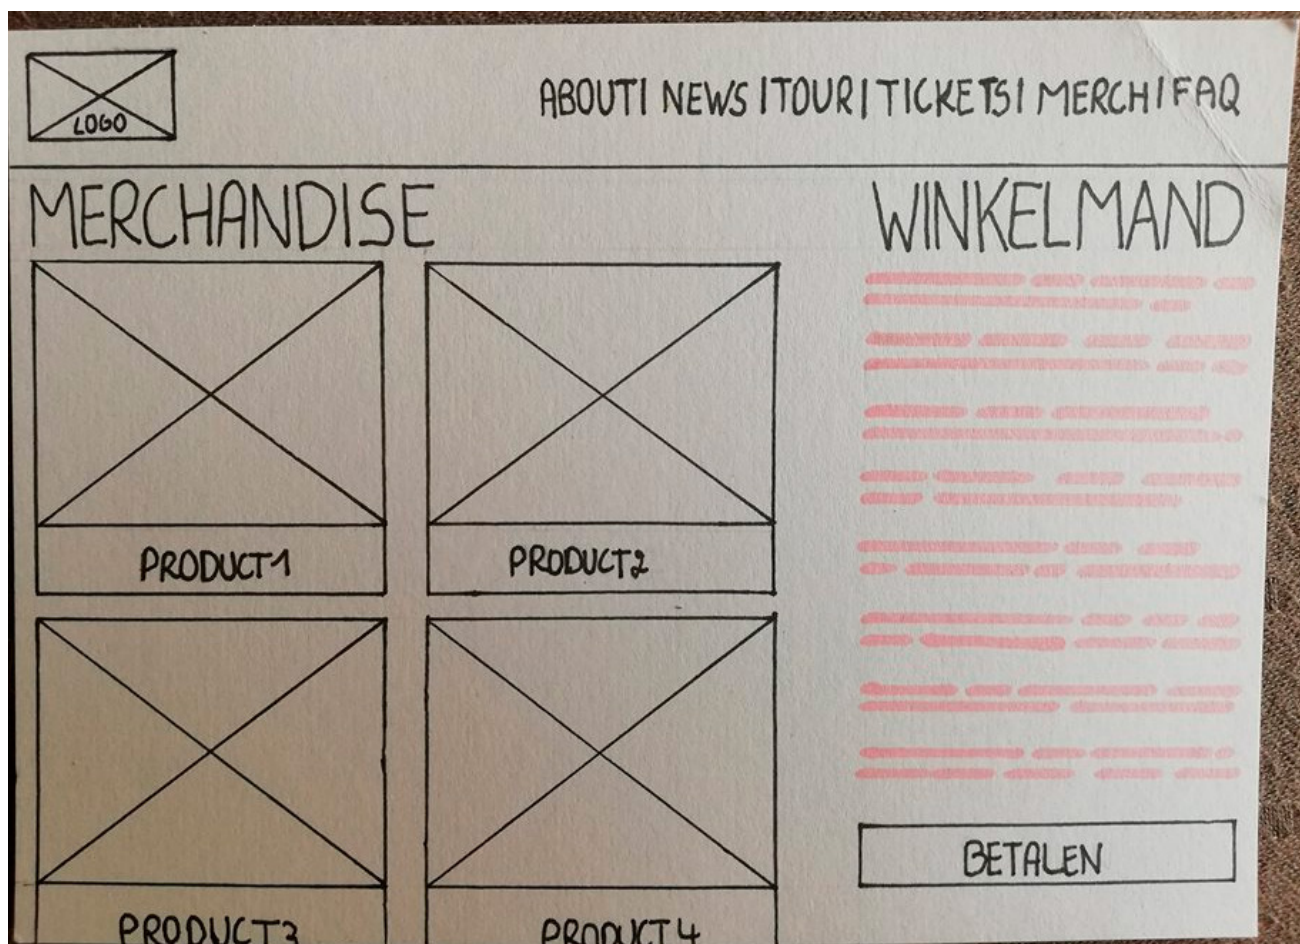 LOGO
ABOUT| NEWS |TOUR|TICKETS| MERCH|FAQ
MERCHANDISE
WINKELMAND
PRODUCT1
PRODUCT2
PRODUCT3
PRODUCT4
BETALEN